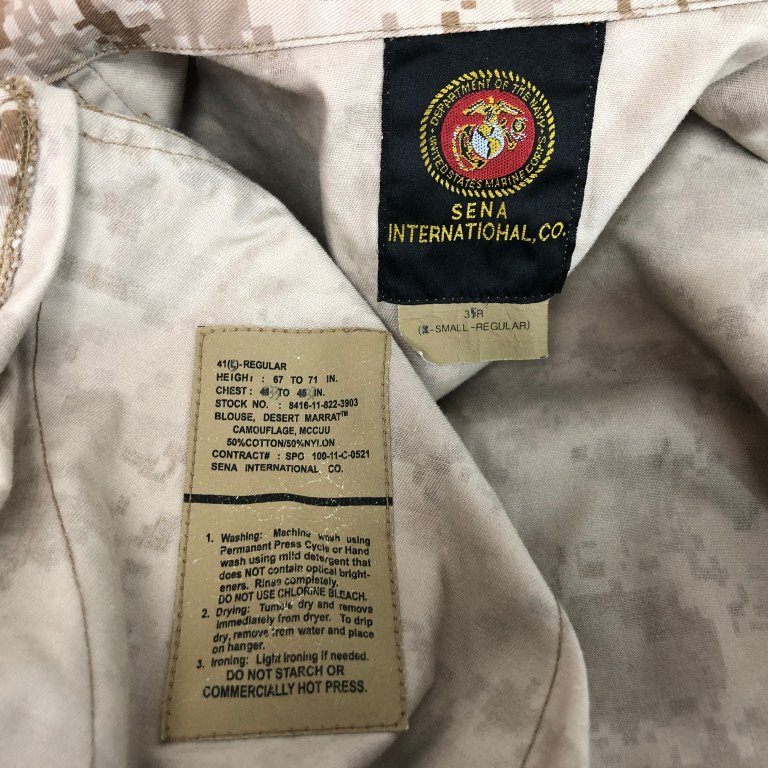 DEPARTMENT OF THE NAVY
UNITED STATES MARINE CORPS
SENA
INTERNATIOHAL,CO.
(-SMALL-REGULAR)
-REGULAR
HEIGHI : 67 TO 71 IN.
CHEST: TO IN.
STOCK NO. : 8416-11-822-3903
BLOUSE, DESERT MARRAT™
CAMOUFLAGE, MCCUU
50%COTTON/50%NYLON
CONTRACT# : SPO 100-11-C-0521
SENA INTERNATIONAL CO.
1. Washing: Machine wash using
Permanent Press Cycle or Hand
wash using mild detergent that
does NOT contain optical bright-
eners. Rinse completely.
DO NOT USE CHLORINE BLEACH.
2. Drying: Tumble dry and remove
immediately from dryer. To drip
dry, remove from water and place
on hanger.
3. Ironing: Light ironing if needed.
DO NOT STARCH OR
COMMERCIALLY HOT PRESS.